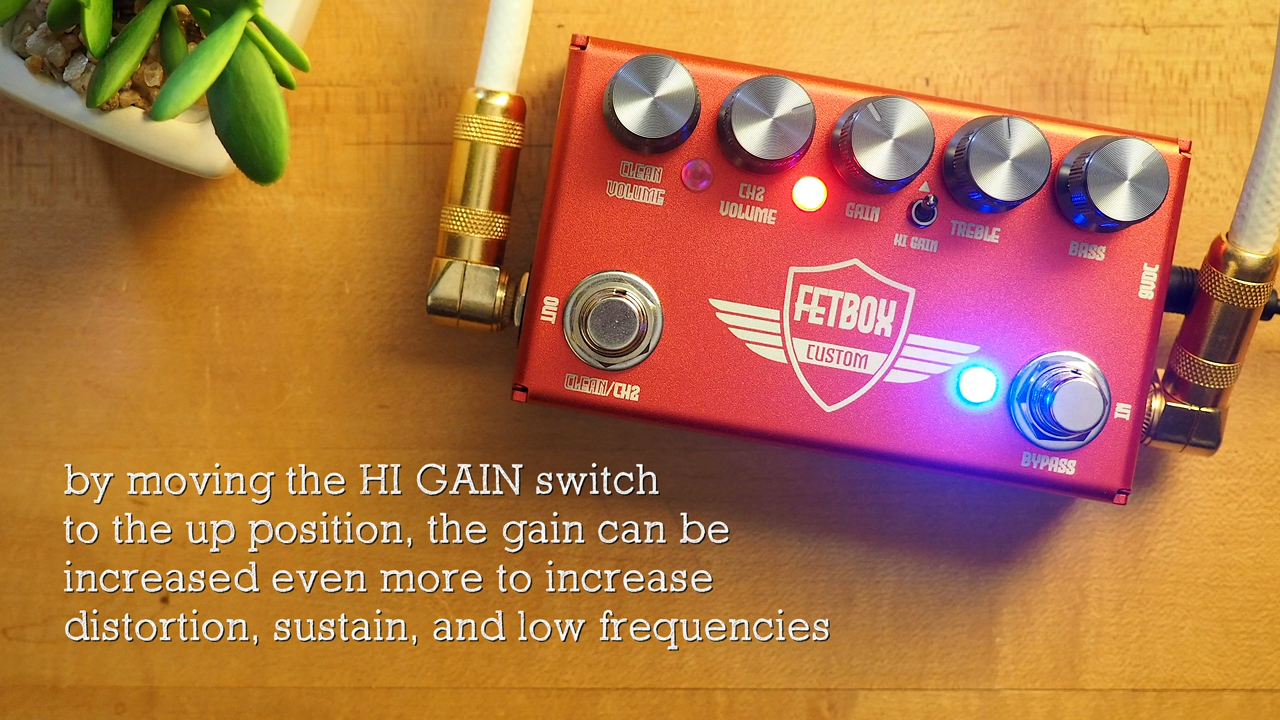 CLEAN
VOLUME
CH2
VOLUME
GAIN
HI GAIN
TREBLE
BASS
9VDC
OUT
FETBOX
CUSTOM
IN
CLEAN/CH2
BYPASS
by moving the HI GAIN switch
to the up position, the gain can be
increased even more to increase
distortion, sustain, and low frequencies